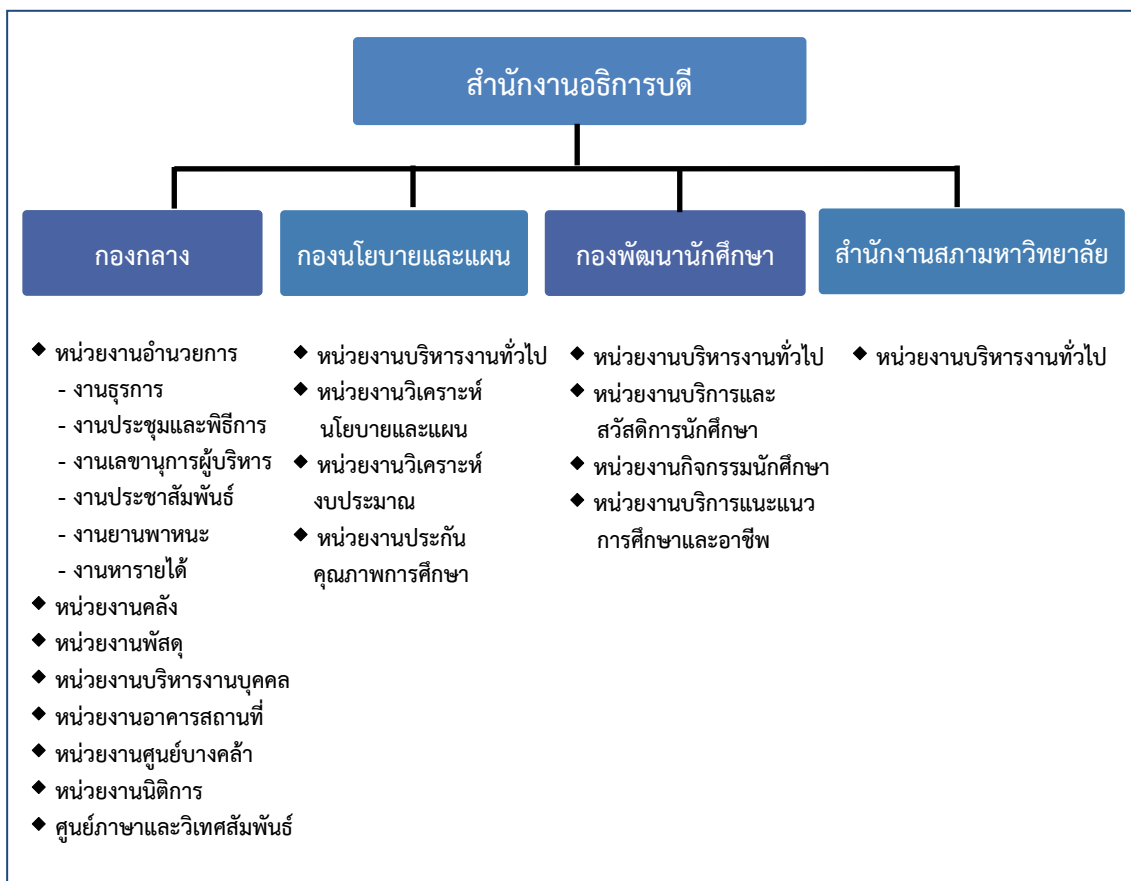 สำนักงานอธิการบดี
กองกลาง
กองนโยบายและแผน
กองพัฒนานักศึกษา
สำนักงานสภามหาวิทยาลัย
◆ หน่วยงานอำนวยการ
- งานธุรการ
- งานประชุมและพิธีการ
- งานเลขานุการผู้บริหาร
- งานประชาสัมพันธ์
- งานยานพาหนะ
- งานหารายได้
◆ หน่วยงานคลัง
◆ หน่วยงานพัสดุ
◆ หน่วยงานบริหารงานบุคคล
◆ หน่วยงานอาคารสถานที่
◆ หน่วยงานศูนย์บางคล้า
◆ หน่วยงานนิติการ
◆ ศูนย์ภาษาและวิเทศสัมพันธ์
◆ หน่วยงานบริหารงานทั่วไป
◆ หน่วยงานวิเคราะห์
นโยบายและแผน
◆ หน่วยงานวิเคราะห์
งบประมาณ
◆ หน่วยงานประกัน
คุณภาพการศึกษา
◆ หน่วยงานบริหารงานทั่วไป
◆ หน่วยงานบริการและ
สวัสดิการนักศึกษา
◆ หน่วยงานกิจกรรมนักศึกษา
◆ หน่วยงานบริการแนะแนว
การศึกษาและอาชีพ
◆ หน่วยงานบริหารงานทั่วไป